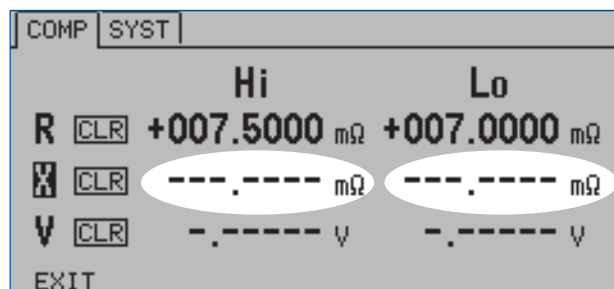 COMP SYST
Hi Lo
R CLR +007.5000 mΩ +007.0000 mΩ
X CLR ---.---- mΩ ---.---- mΩ
V CLR -.----- V -.----- V
EXIT